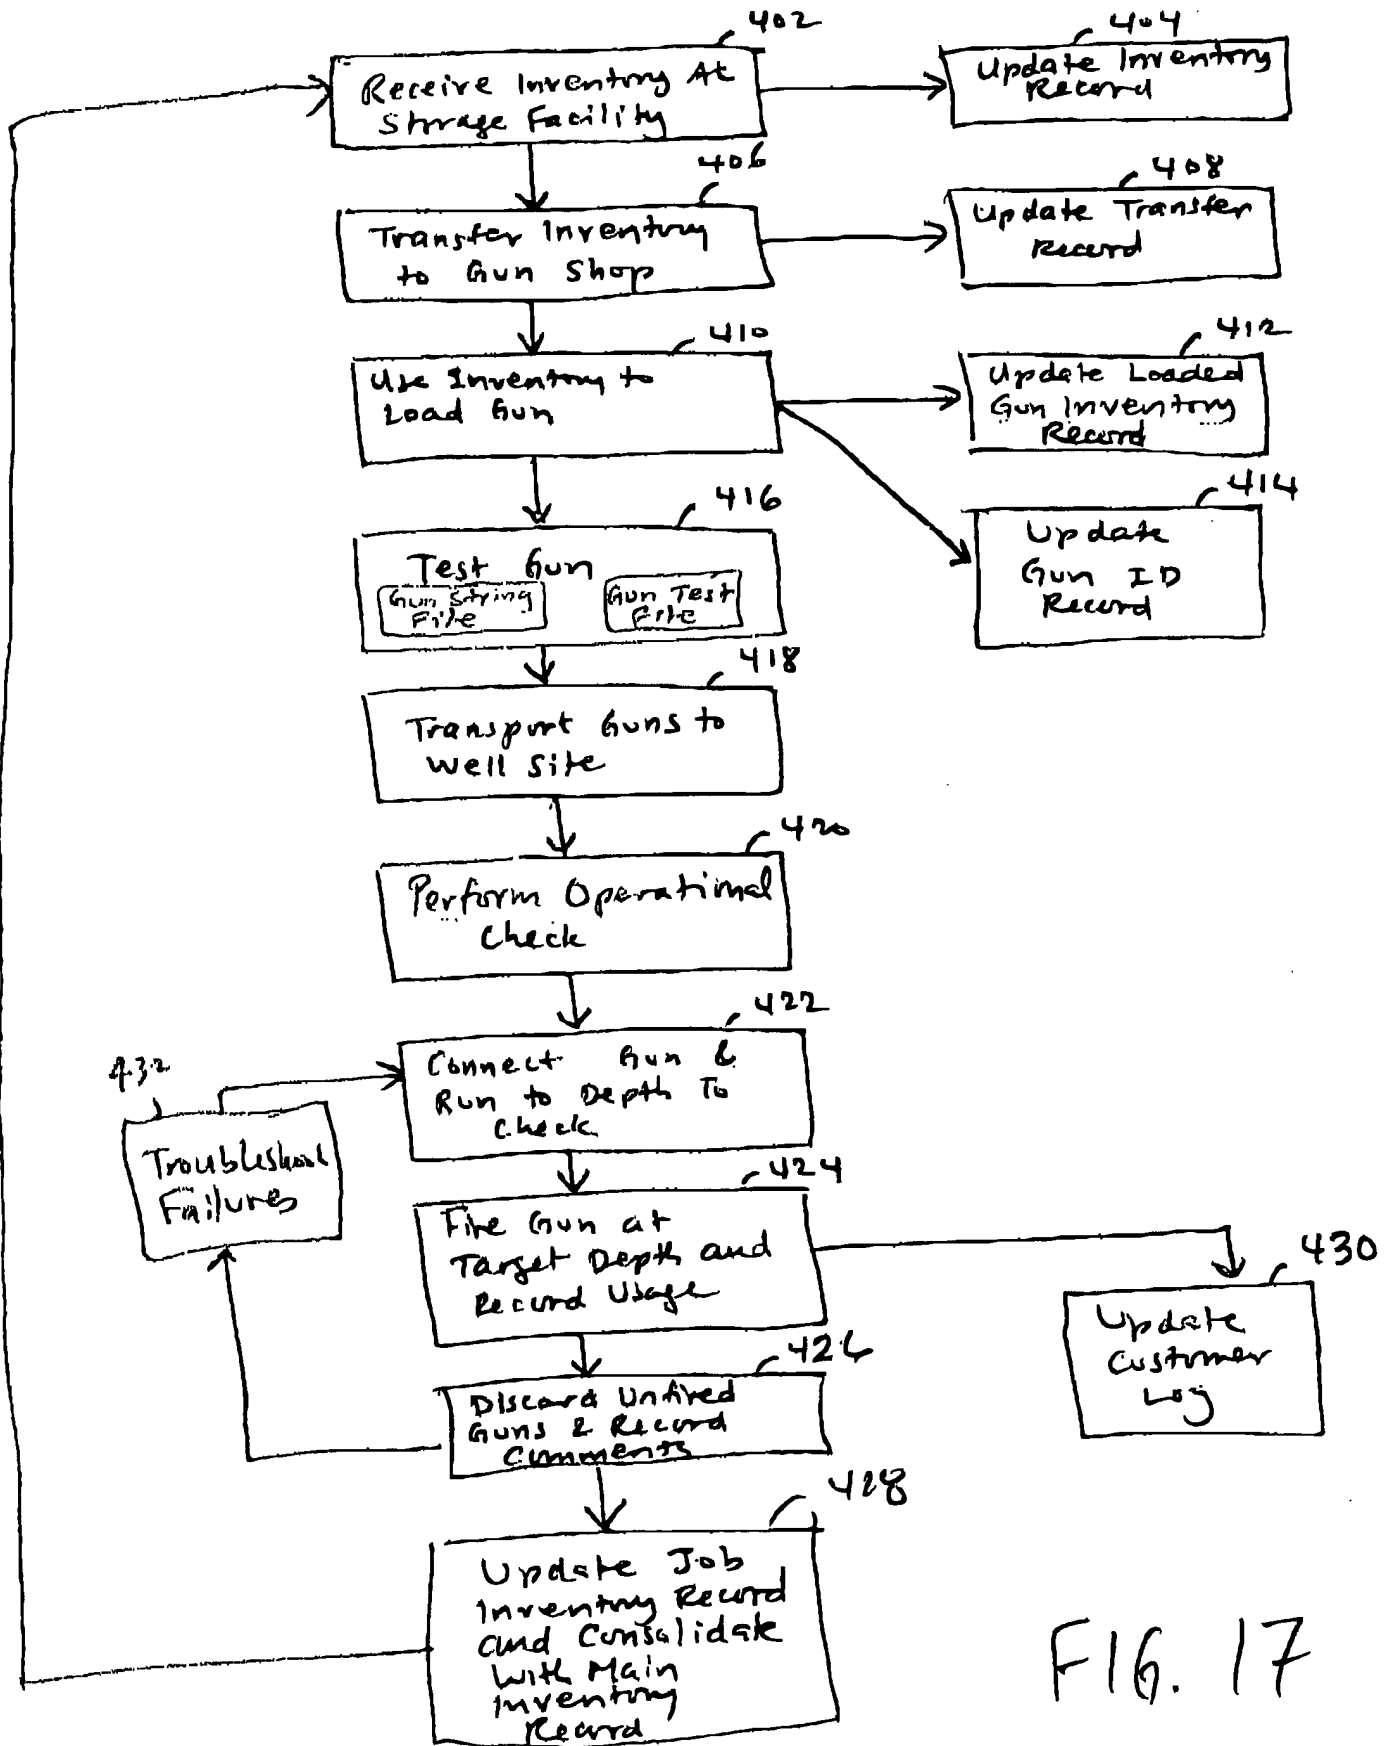 402
Receive Inventory At
Storage Facility
404
Update Inventory
Record
406
Transfer Inventory
to Gun Shop
408
Update Transfer
Record
410
Use Inventory to
Load Gun
412
Update Loaded
Gun Inventory
Record
414
Update
Gun ID
Record
416
Test Gun
Gun String
File
Gun Test
File
418
Transport Guns to
Well Site
420
Perform Operational
Check
422
Connect Gun &
Run to Depth To
Check
432
Troubleshoot
Failures
424
Fire Gun at
Target Depth and
Record Usage
430
Update
Customer
Log
426
Discard Unfired
Guns & Record
Comments
428
Update Job
Inventory Record
and Consalidate
With Main
Inventory
Record
FIG. 17